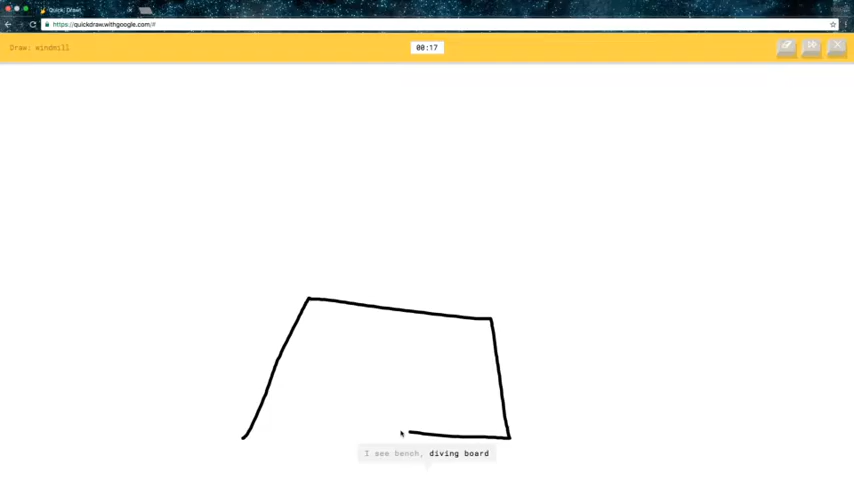 Quick, Draw!
https://quickdraw.withgoogle.com/#
Draw: windmill
00:17
I see bench, diving board